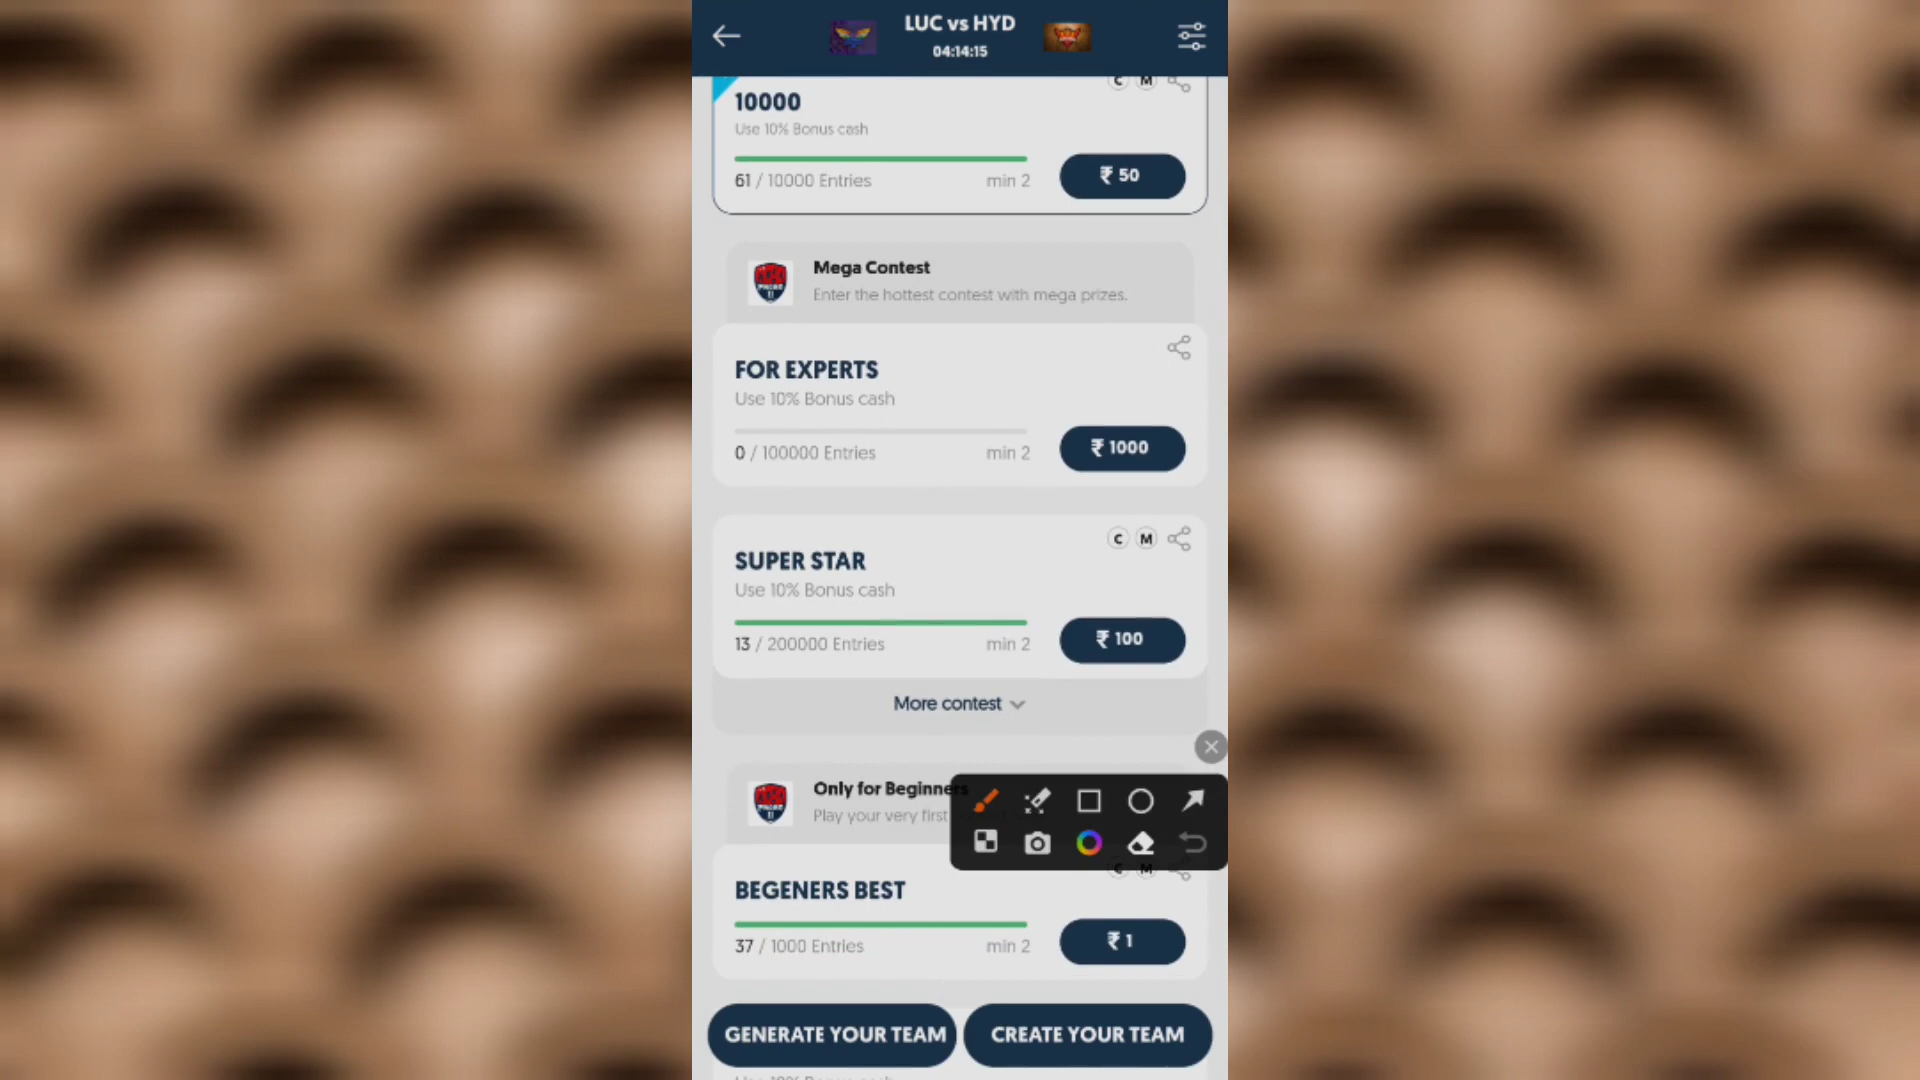 LUC vs HYD
04:14:15
C M
10000
Use 10% Bonus cash
61 / 10000 Entries
min 2
₹ 50
Mega Contest
Enter the hottest contest with mega prizes.
FOR EXPERTS
Use 10% Bonus cash
0 / 100000 Entries
min 2
₹ 1000
C M
SUPER STAR
Use 10% Bonus cash
13 / 200000 Entries
min 2
₹ 100
More contest
Only for Beginners
Play your very first
C M
BEGENERS BEST
37 / 1000 Entries
min 2
₹ 1
GENERATE YOUR TEAM
CREATE YOUR TEAM